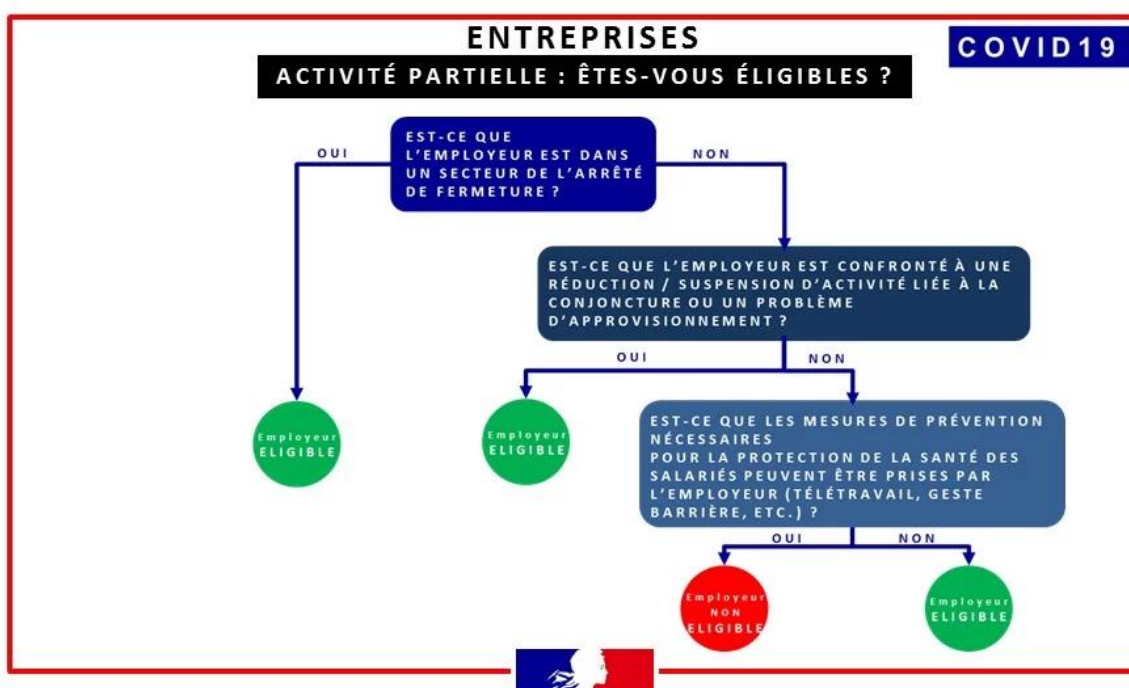 ENTREPRISES
COVID19
ACTIVITÉ PARTIELLE : ÊTES-VOUS ÉLIGIBLES ?
EST-CE QUE
L'EMPLOYEUR EST DANS
UN SECTEUR DE L'ARRÊTÉ
DE FERMETURE ?
OUI
NON
EST-CE QUE L'EMPLOYEUR EST CONFRONTÉ À UNE
RÉDUCTION / SUSPENSION D'ACTIVITÉ LIÉE À LA
CONJONCTURE OU UN PROBLÈME
D'APPROVISIONNEMENT ?
OUI
NON
Employeur
ELIGIBLE
Employeur
ELIGIBLE
EST-CE QUE LES MESURES DE PRÉVENTION
NÉCESSAIRES
POUR LA PROTECTION DE LA SANTÉ DES
SALARIÉS PEUVENT ÊTRE PRISES PAR
L'EMPLOYEUR (TÉLÉTRAVAIL, GESTE
BARRIÈRE, ETC.) ?
OUI
NON
Employeur
NON
ELIGIBLE
Employeur
ELIGIBLE